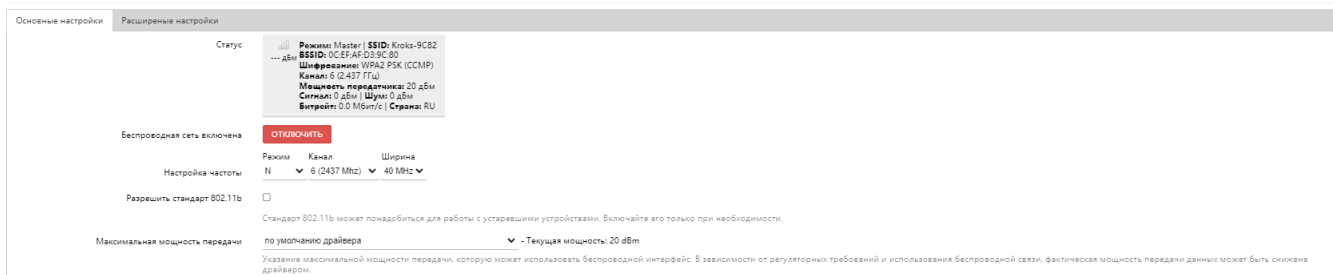 Основные настройки Расширеные настройки
Статус
Режим: Master | SSID: Kroks-9C82
--- дБм BSSID: 0C:EF:AF:D3:9C:80
Шифрование: WPA2 PSK (CCMP)
Канал: 6 (2.437 ГГц)
Мощность передатчика: 20 дБм
Сигнал: 0 дБм | Шум: 0 дБм
Битрейт: 0.0 Мбит/с | Страна: RU
Беспроводная сеть включена ОТКЛЮЧИТЬ
Режим Канал Ширина
Настройка частоты N 6 (2437 Mhz) 40 MHz
Разрешить стандарт 802.11b
Стандарт 802.11b может понадобиться для работы с устаревшими устройствами. Включайте его только при необходимости.
Максимальная мощность передачи по умолчанию драйвера - Текущая мощность: 20 dBm
Указание максимальной мощности передачи, которую может использовать беспроводной интерфейс. В зависимости от регуляторных требований и использования беспроводной связи, фактическая мощность передачи данных может быть снижена
драйвером.